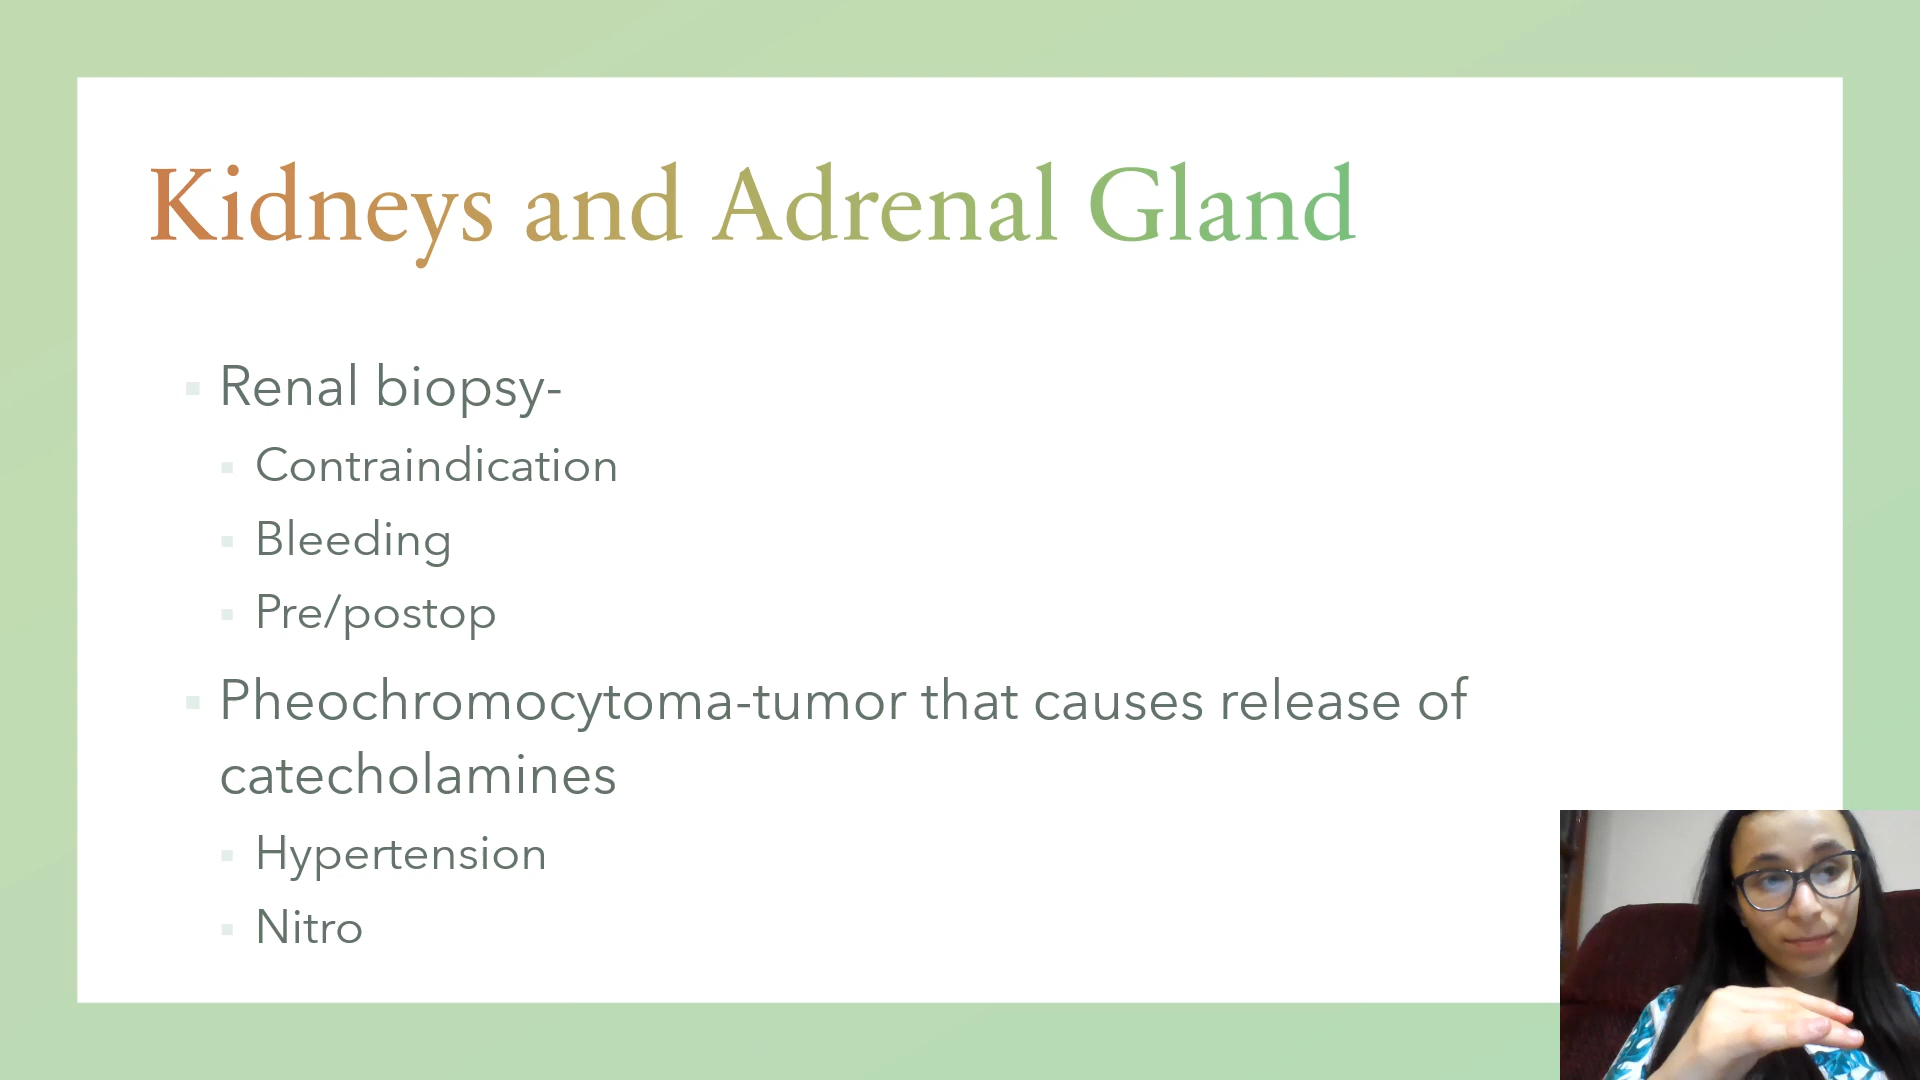 Kidneys and Adrenal Gland
Renal biopsy-
Contraindication
Bleeding
Pre/postop
Pheochromocytoma-tumor that causes release of
catecholamines
Hypertension
Nitro